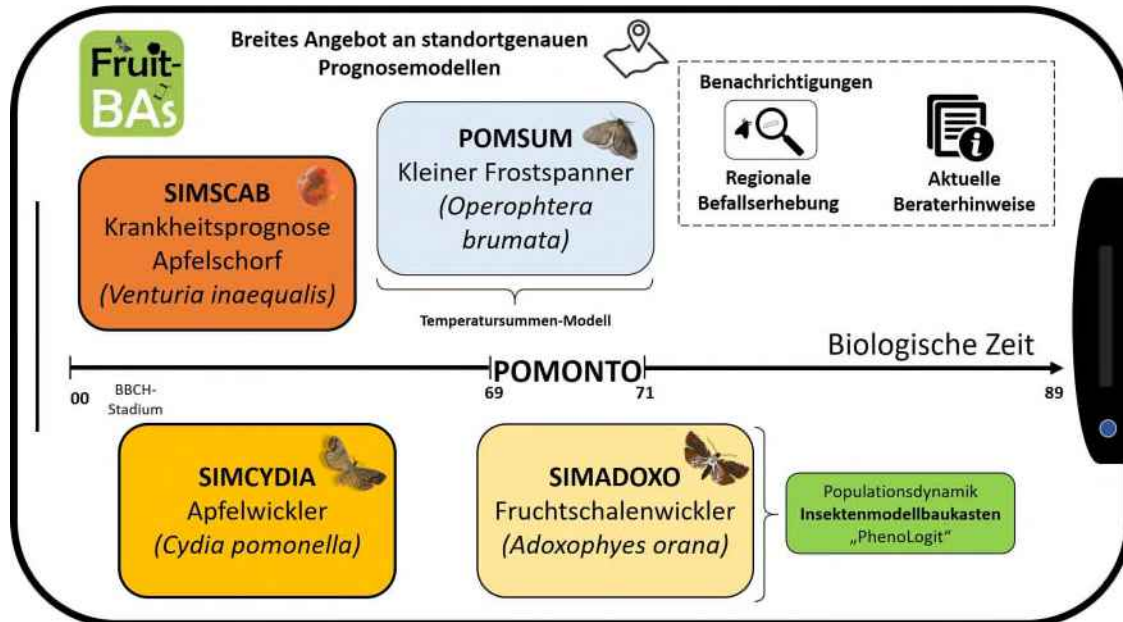 Fruit-
BAs
Breites Angebot an standortgenauen
Prognosemodellen
Benachrichtigungen
Regionale
Befallserhebung
Aktuelle
Beraterhinweise
SIMSCAB
Krankheitsprognose
Apfelschorf
(Venturia inaequalis)
POMSUM
Kleiner Frostspanner
(Operophtera
brumata)
Temperatursummen-Modell
Biologische Zeit
POMONTO
00
BBCH-
Stadium
69
71
89
SIMCYDIA
Apfelwickler
(Cydia pomonella)
SIMADOXO
Fruchtschalenwickler
(Adoxophyes orana)
Populationsdynamik
Insektenmodellbaukasten
„PhenoLogit“